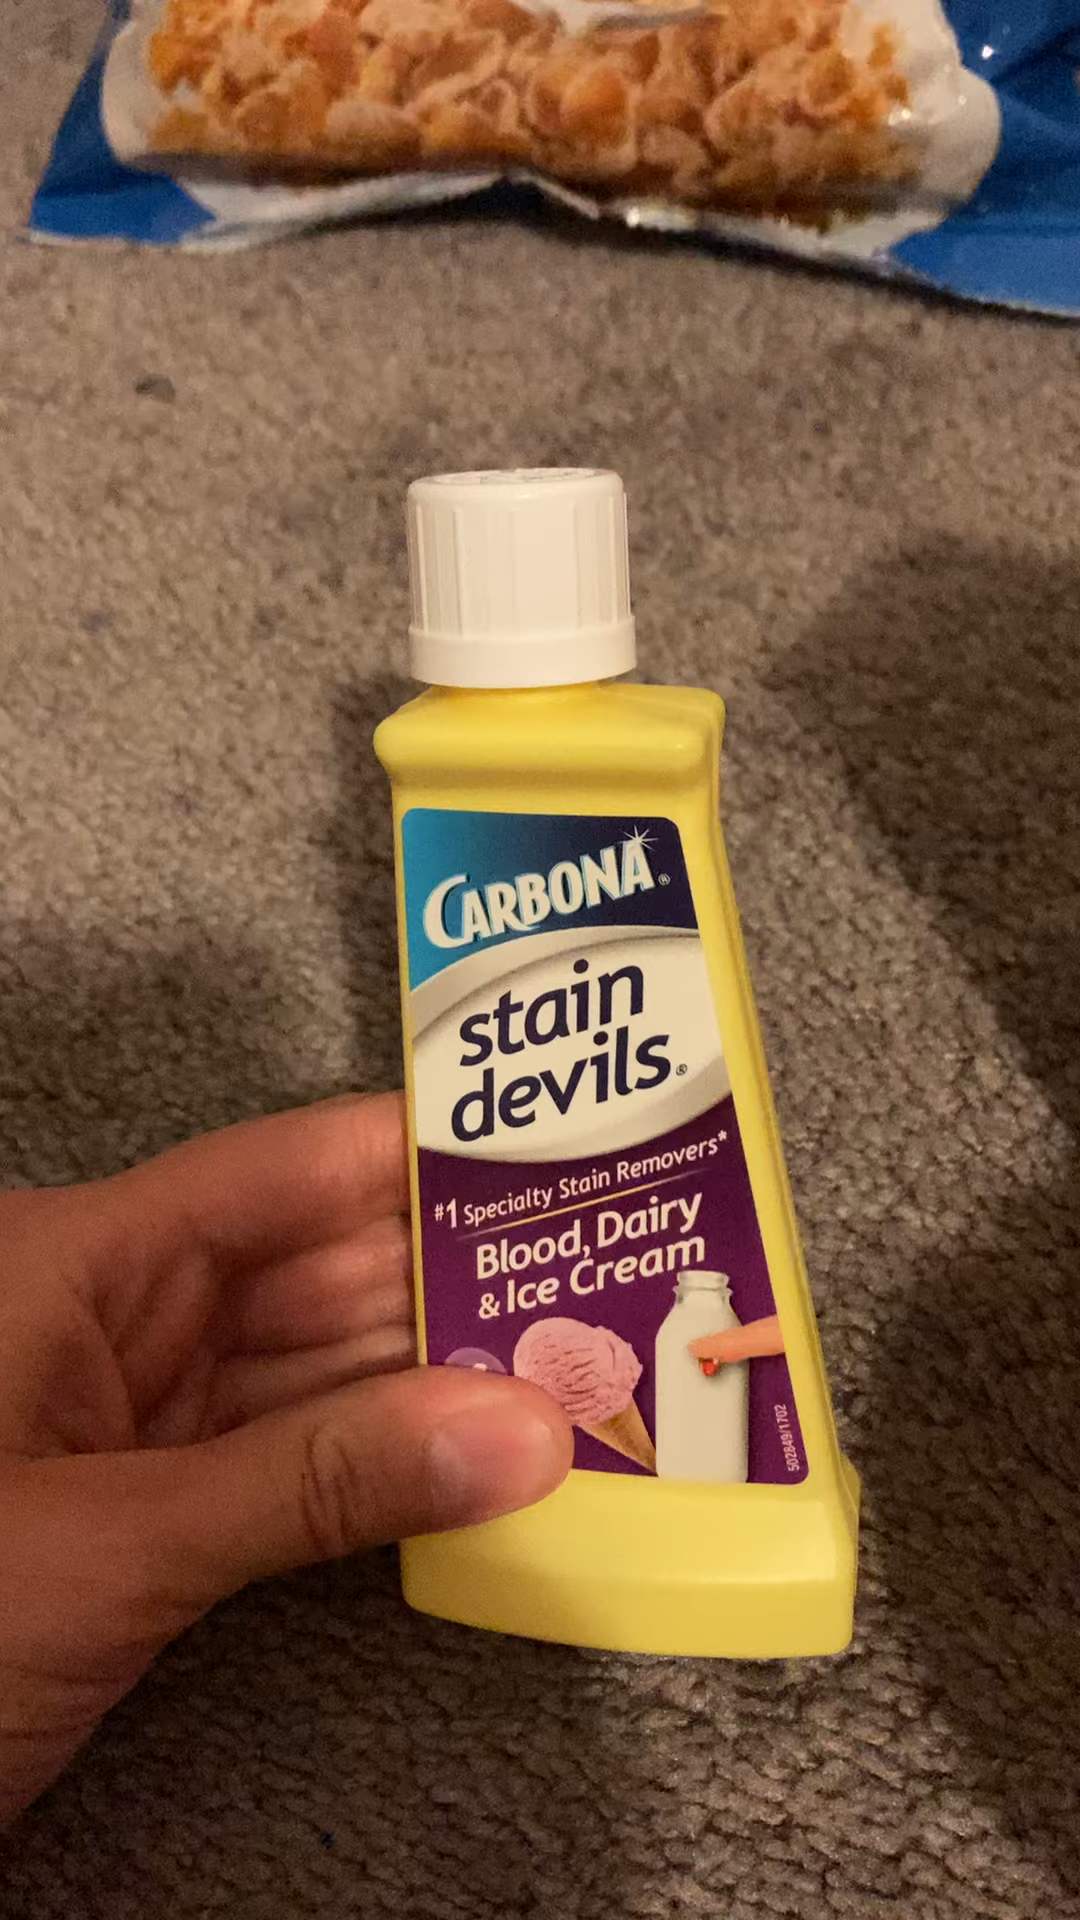 CARBONA®
stain
devils®
#1 Specialty Stain Removers*
Blood, Dairy
& Ice Cream
502849/1702